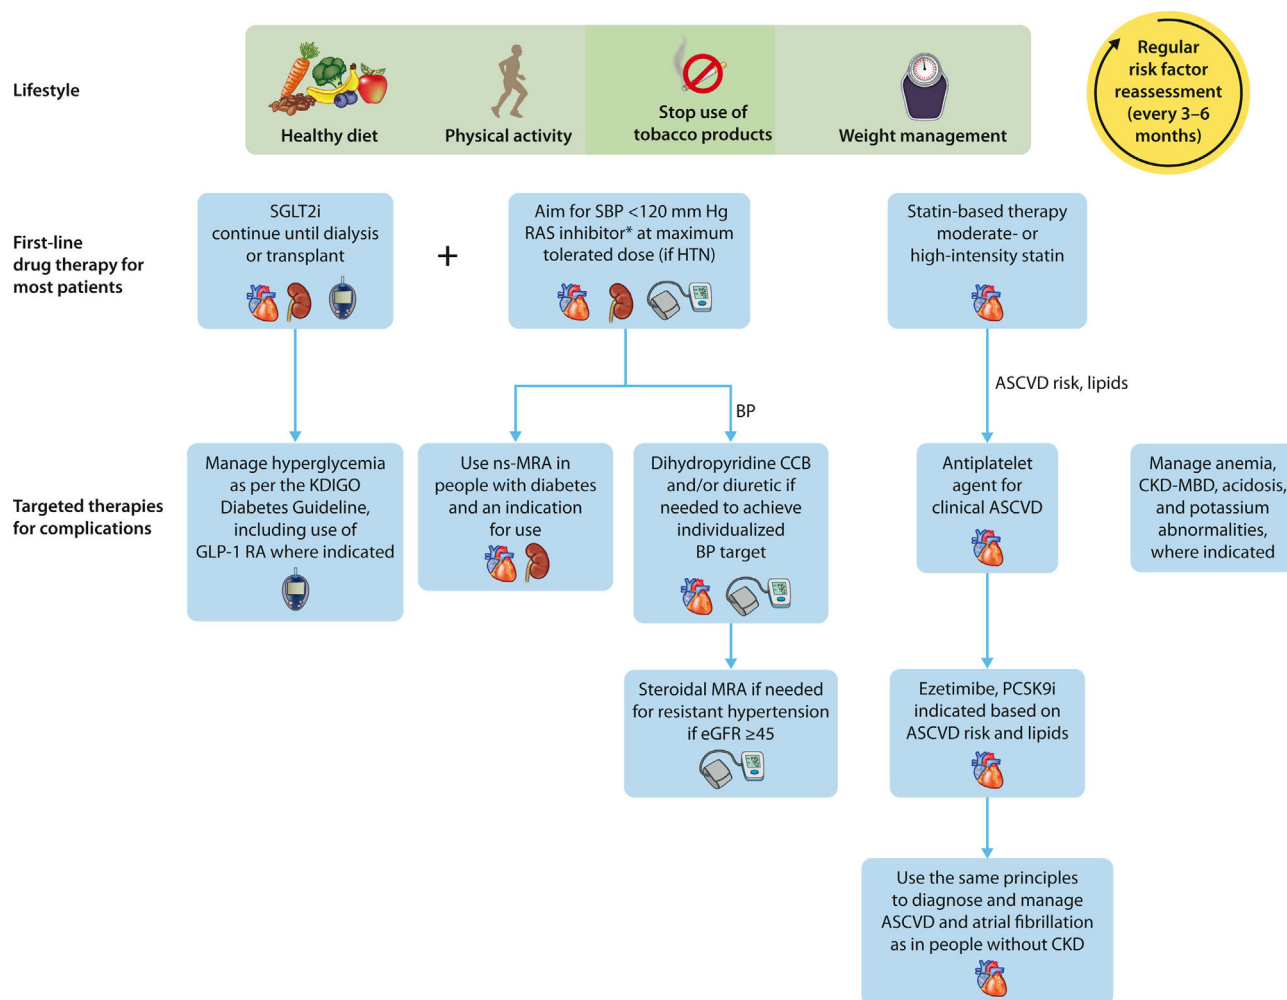 Lifestyle
Healthy diet
Physical activity
Stop use of
tobacco products
Weight management
Regular
risk factor
reassessment
(every 3–6
months)
First-line
drug therapy for
most patients
SGLT2i
continue until dialysis
or transplant
+
Aim for SBP <120 mm Hg
RAS inhibitor* at maximum
tolerated dose (if HTN)
Statin-based therapy
moderate- or
high-intensity statin
BP
ASCVD risk, lipids
Targeted therapies
for complications
Manage hyperglycemia
as per the KDIGO
Diabetes Guideline,
including use of
GLP-1 RA where indicated
Use ns-MRA in
people with diabetes
and an indication
for use
Dihydropyridine CCB
and/or diuretic if
needed to achieve
individualized
BP target
Antiplatelet
agent for
clinical ASCVD
Manage anemia,
CKD-MBD, acidosis,
and potassium
abnormalities,
where indicated
Steroidal MRA if needed
for resistant hypertension
if eGFR ≥45
Ezetimibe, PCSK9i
indicated based on
ASCVD risk and lipids
Use the same principles
to diagnose and manage
ASCVD and atrial fibrillation
as in people without CKD